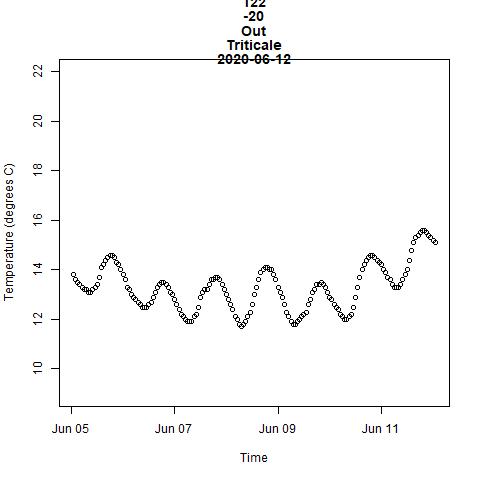 122
-20
Out
Triticale
2020-06-12
Temperature (degrees C)
22
20
18
16
14
12
10
Jun 05
Jun 07
Jun 09
Jun 11
Time